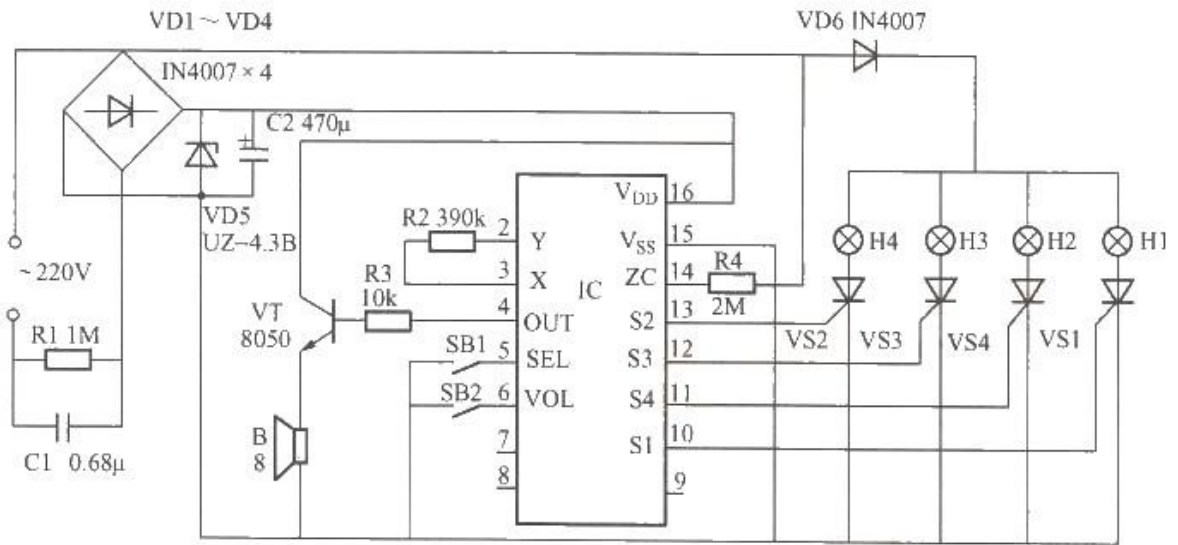 VD1～VD4
VD6 IN4007
IN4007×4
C2 470μ
+
VD5
UZ-4.3B
~220V
R1 1M
C1 0.68μ
VT
8050
R3
10k
R2 390k
B
8
SB1
SB2
IC
2 Y
3 X
4 OUT
5 SEL
6 VOL
7
8
V_DD 16
V_SS 15
ZC 14
S2 13
S3 12
S4 11
S1 10
9
R4
2M
H4 H3 H2 H1
VS2 VS3 VS4 VS1